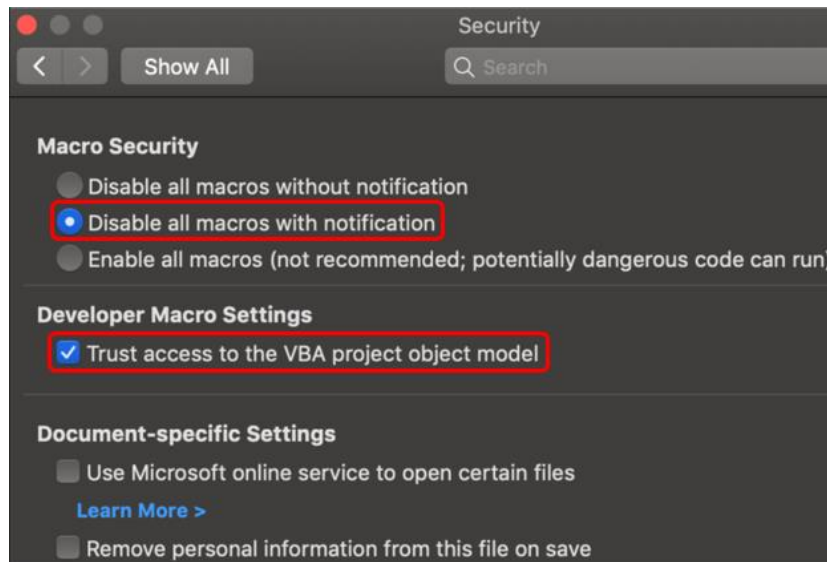 Security
Show All
Search
Macro Security
Disable all macros without notification
Disable all macros with notification
Enable all macros (not recommended; potentially dangerous code can run)
Developer Macro Settings
Trust access to the VBA project object model
Document-specific Settings
Use Microsoft online service to open certain files
Learn More >
Remove personal information from this file on save